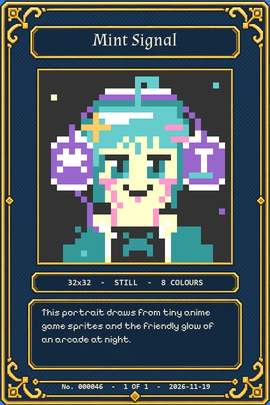 Mint Signal
32x32 - STILL - 8 COLOURS
This portrait draws from tiny anime
game sprites and the friendly glow of
an arcade at night.
No. 000046 - 1 OF 1 - 2026-11-19